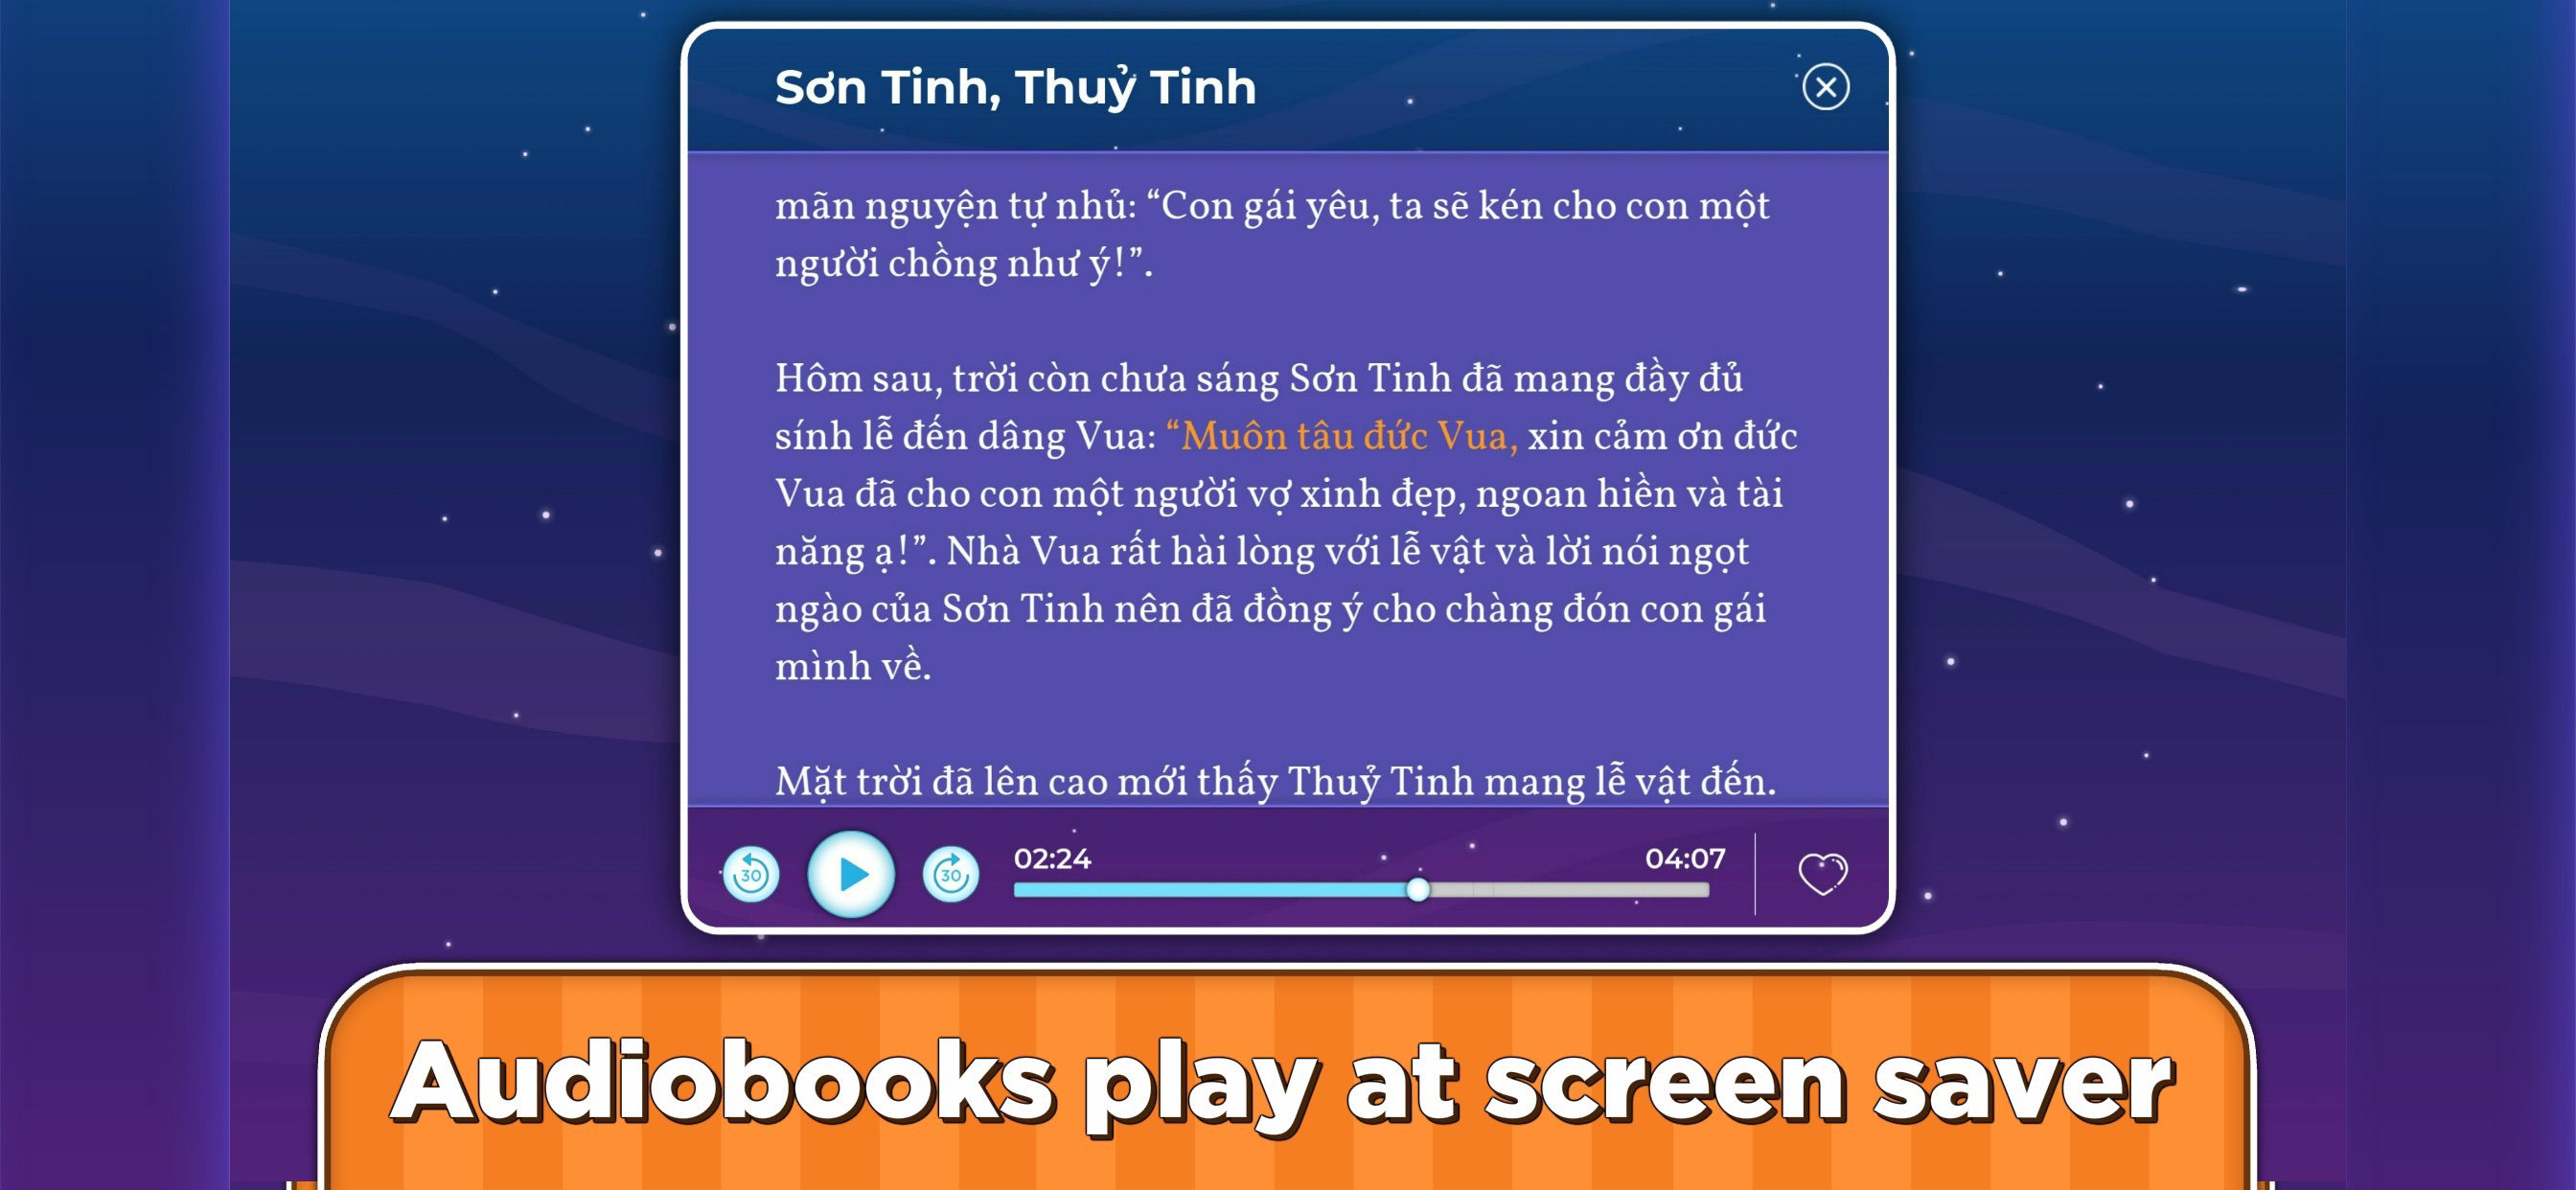 Sơn Tinh, Thuỷ Tinh
mãn nguyện tự nhủ: “Con gái yêu, ta sẽ kén cho con một
người chồng như ý!”.
Hôm sau, trời còn chưa sáng Sơn Tinh đã mang đầy đủ
sính lễ đến dâng Vua: “Muôn tâu đức Vua, xin cảm ơn đức
Vua đã cho con một người vợ xinh đẹp, ngoan hiền và tài
năng ạ!”. Nhà Vua rất hài lòng với lễ vật và lời nói ngọt
ngào của Sơn Tinh nên đã đồng ý cho chàng đón con gái
mình về.
Mặt trời đã lên cao mới thấy Thuỷ Tinh mang lễ vật đến.
30 30 02:24 04:07
Audiobooks play at screen saver